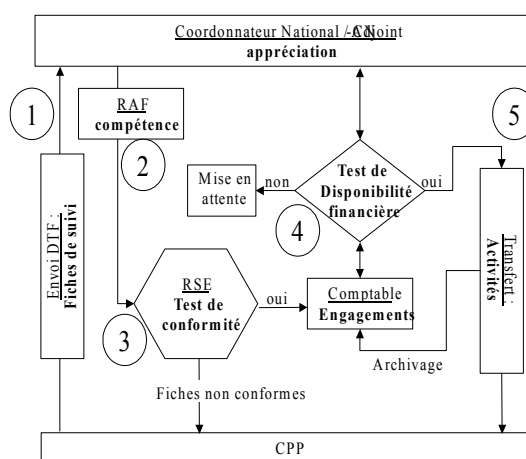 Coordonnateur National /-CN Adjoint
appréciation
1
RAF
compétence
2
5
Envoi DTF :
Fiches de suivi
Mise en
attente
non
Test de
Disponibilité
financière
oui
4
Transfert :
Activités
RSE
Test de
conformité
oui
3
Comptable
Engagements
Archivage
Fiches non conformes
CPP